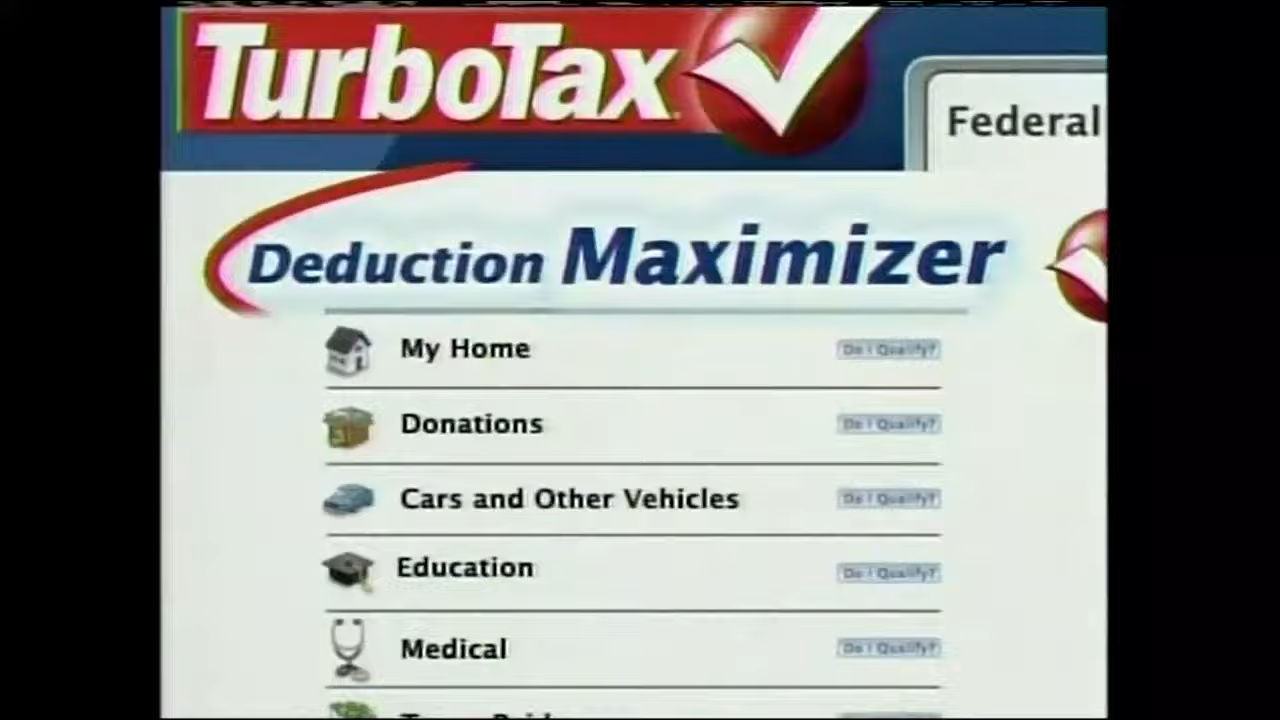 TurboTax
Federal
Deduction Maximizer
My Home
Do I Qualify?
Donations
Do I Qualify?
Cars and Other Vehicles
Do I Qualify?
Education
Do I Qualify?
Medical
Do I Qualify?